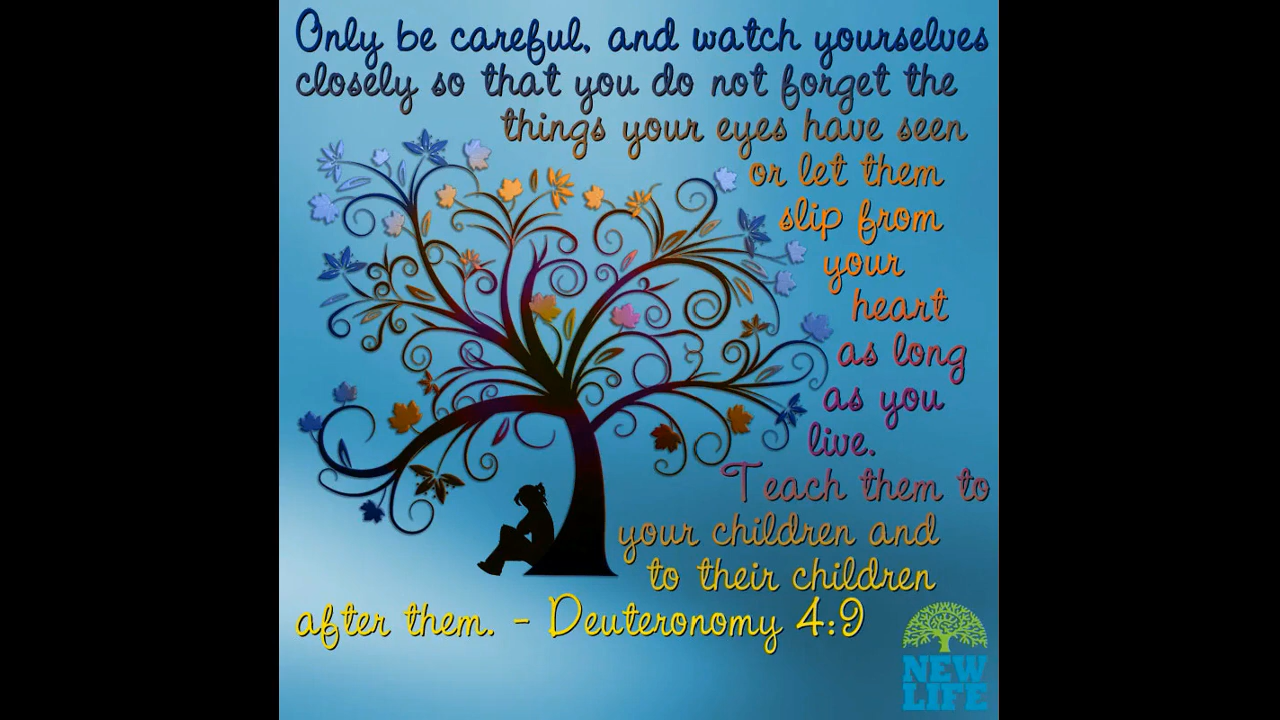 Only be careful, and watch yourselves
closely so that you do not forget the
things your eyes have seen
or let them
slip from
your
heart
as long
as you
live.
Teach them to
your children and
to their children
after them. - Deuteronomy 4:9
NEW
LIFE